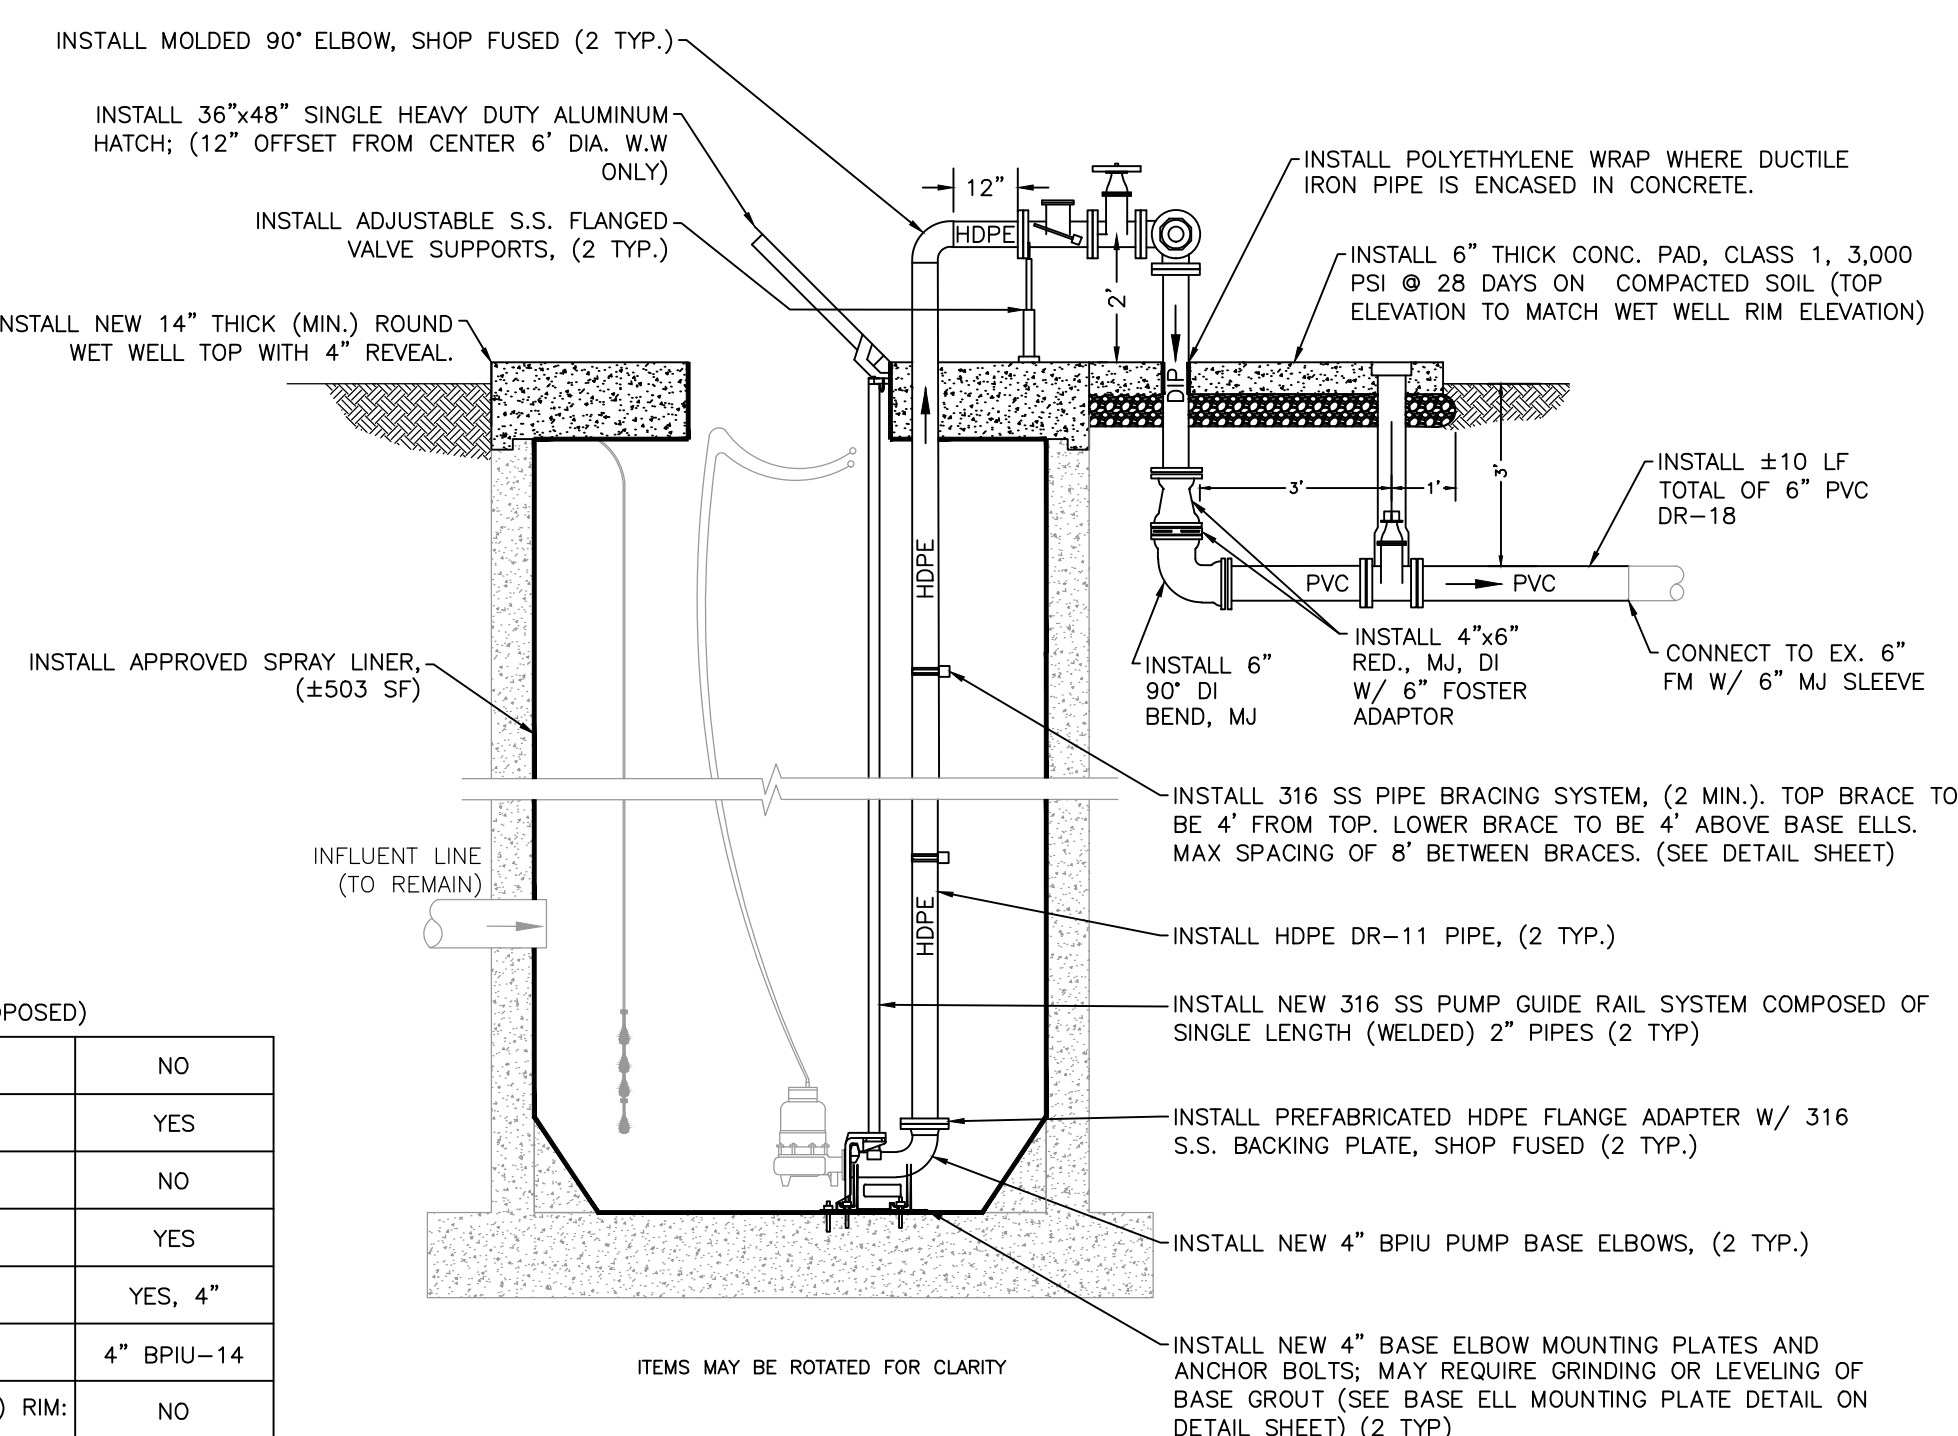 INSTALL MOLDED 90° ELBOW, SHOP FUSED (2 TYP.)
INSTALL 36"x48" SINGLE HEAVY DUTY ALUMINUM
HATCH; (12" OFFSET FROM CENTER 6' DIA. W.W
ONLY)
INSTALL ADJUSTABLE S.S. FLANGED
VALVE SUPPORTS, (2 TYP.)
NSTALL NEW 14" THICK (MIN.) ROUND
WET WELL TOP WITH 4" REVEAL.
12"
HDPE
2'
INSTALL POLYETHYLENE WRAP WHERE DUCTILE
IRON PIPE IS ENCASED IN CONCRETE.
INSTALL 6" THICK CONC. PAD, CLASS 1, 3,000
PSI @ 28 DAYS ON COMPACTED SOIL (TOP
ELEVATION TO MATCH WET WELL RIM ELEVATION)
DIP
3'
1'
3'
INSTALL ±10 LF
TOTAL OF 6" PVC
DR-18
HDPE
PVC
PVC
INSTALL 6"
90° DI
BEND, MJ
INSTALL 4"x6"
RED., MJ, DI
W/ 6" FOSTER
ADAPTOR
CONNECT TO EX. 6"
FM W/ 6" MJ SLEEVE
INSTALL APPROVED SPRAY LINER,
(±503 SF)
INSTALL 316 SS PIPE BRACING SYSTEM, (2 MIN.). TOP BRACE TO
BE 4' FROM TOP. LOWER BRACE TO BE 4' ABOVE BASE ELLS.
MAX SPACING OF 8' BETWEEN BRACES. (SEE DETAIL SHEET)
INFLUENT LINE
(TO REMAIN)
HDPE
INSTALL HDPE DR-11 PIPE, (2 TYP.)
INSTALL NEW 316 SS PUMP GUIDE RAIL SYSTEM COMPOSED OF
SINGLE LENGTH (WELDED) 2" PIPES (2 TYP)
INSTALL PREFABRICATED HDPE FLANGE ADAPTER W/ 316
S.S. BACKING PLATE, SHOP FUSED (2 TYP.)
INSTALL NEW 4" BPIU PUMP BASE ELBOWS, (2 TYP.)
INSTALL NEW 4" BASE ELBOW MOUNTING PLATES AND
ANCHOR BOLTS; MAY REQUIRE GRINDING OR LEVELING OF
BASE GROUT (SEE BASE ELL MOUNTING PLATE DETAIL ON
DETAIL SHEET) (2 TYP)
ITEMS MAY BE ROTATED FOR CLARITY
POSED)
NO
YES
NO
YES
YES, 4"
4" BPIU-14
) RIM: NO